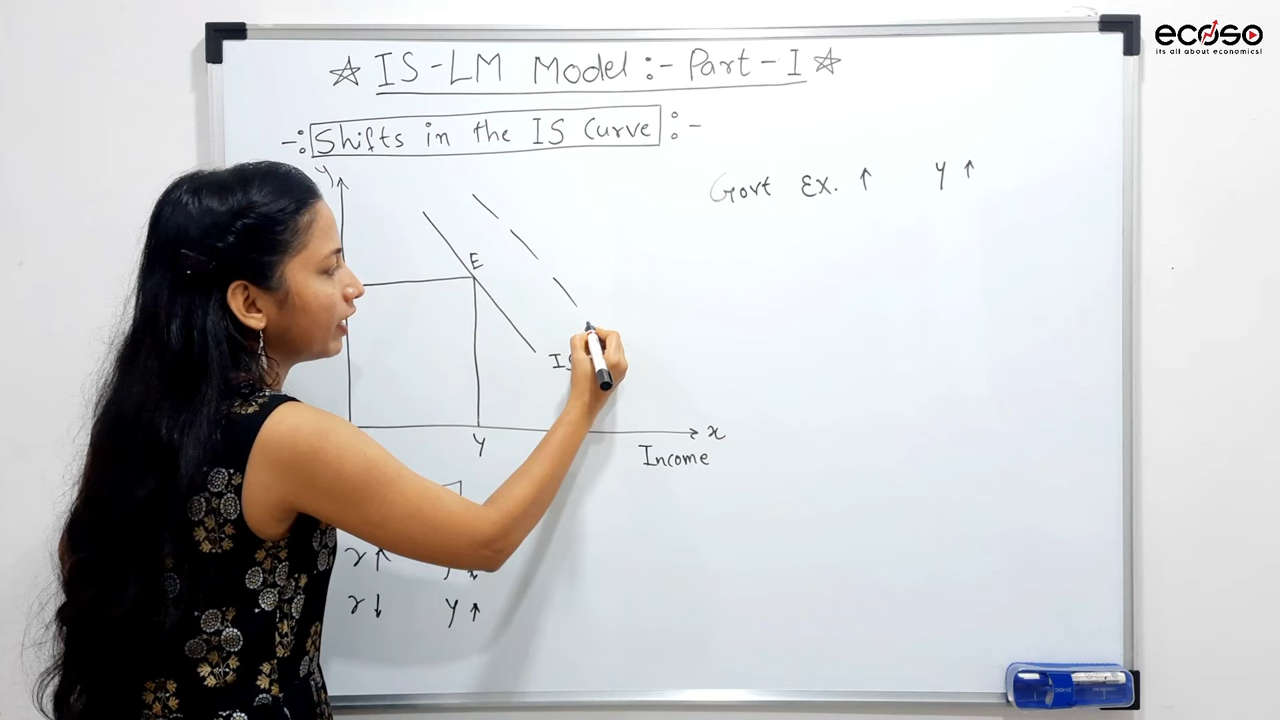 ecoso
its all about economics!
☆ IS-LM Model :- Part-I ☆
-: Shifts in the IS Curve :-
Govt Ex. ↑ Y ↑
Y
E
IS
x
Y
Income
r ↑
r ↓ Y ↑